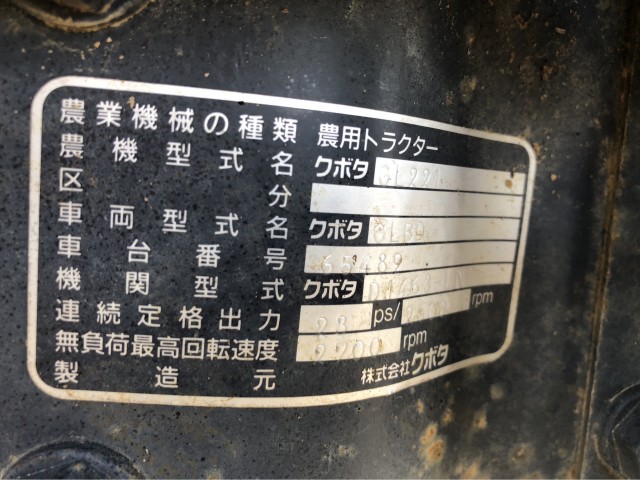 農業機械の種類 農用トラクター
農機型式名 クボタ GL221
区分
車両型式名 クボタ
車台番号 65489
機関型式 クボタ
連続定格出力 23 ps/ rpm
無負荷最高回転速度 rpm
製造元 株式会社クボタ